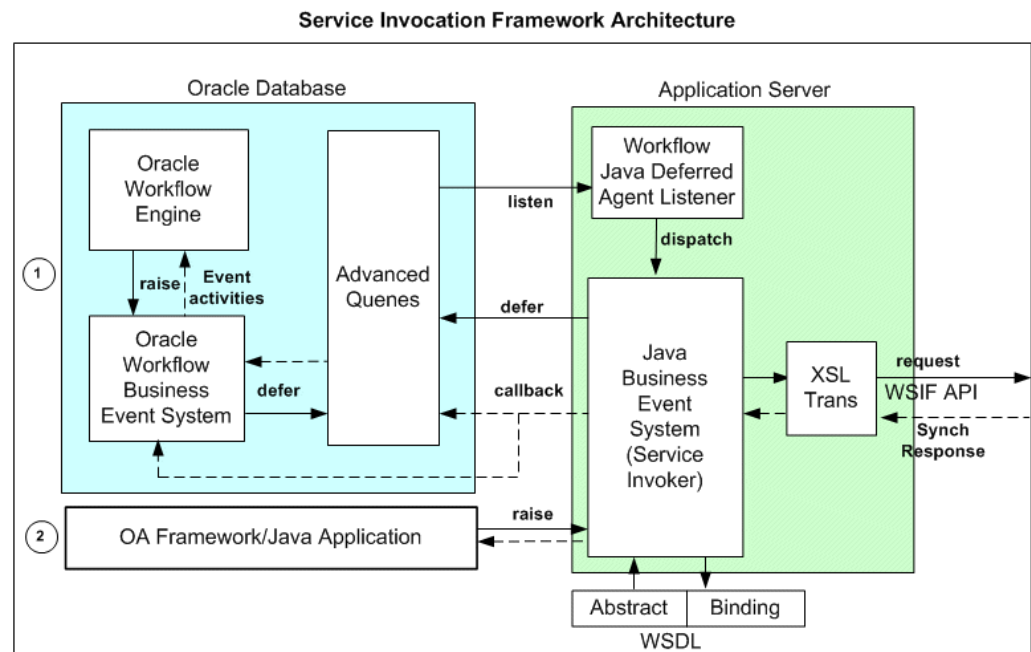 Service Invocation Framework Architecture
Oracle Database
Application Server
Oracle
Workflow
Engine
Workflow
Java Deferred
Agent Listener
listen
dispatch
1
raise
Event
activities
Advanced
Quenes
defer
Oracle
Workflow
Business
Event System
defer
callback
Java
Business
Event
System
(Service
Invoker)
XSL
Trans
request
WSIF API
Synch
Response
2
OA Framework/Java Application
raise
Abstract
Binding
WSDL